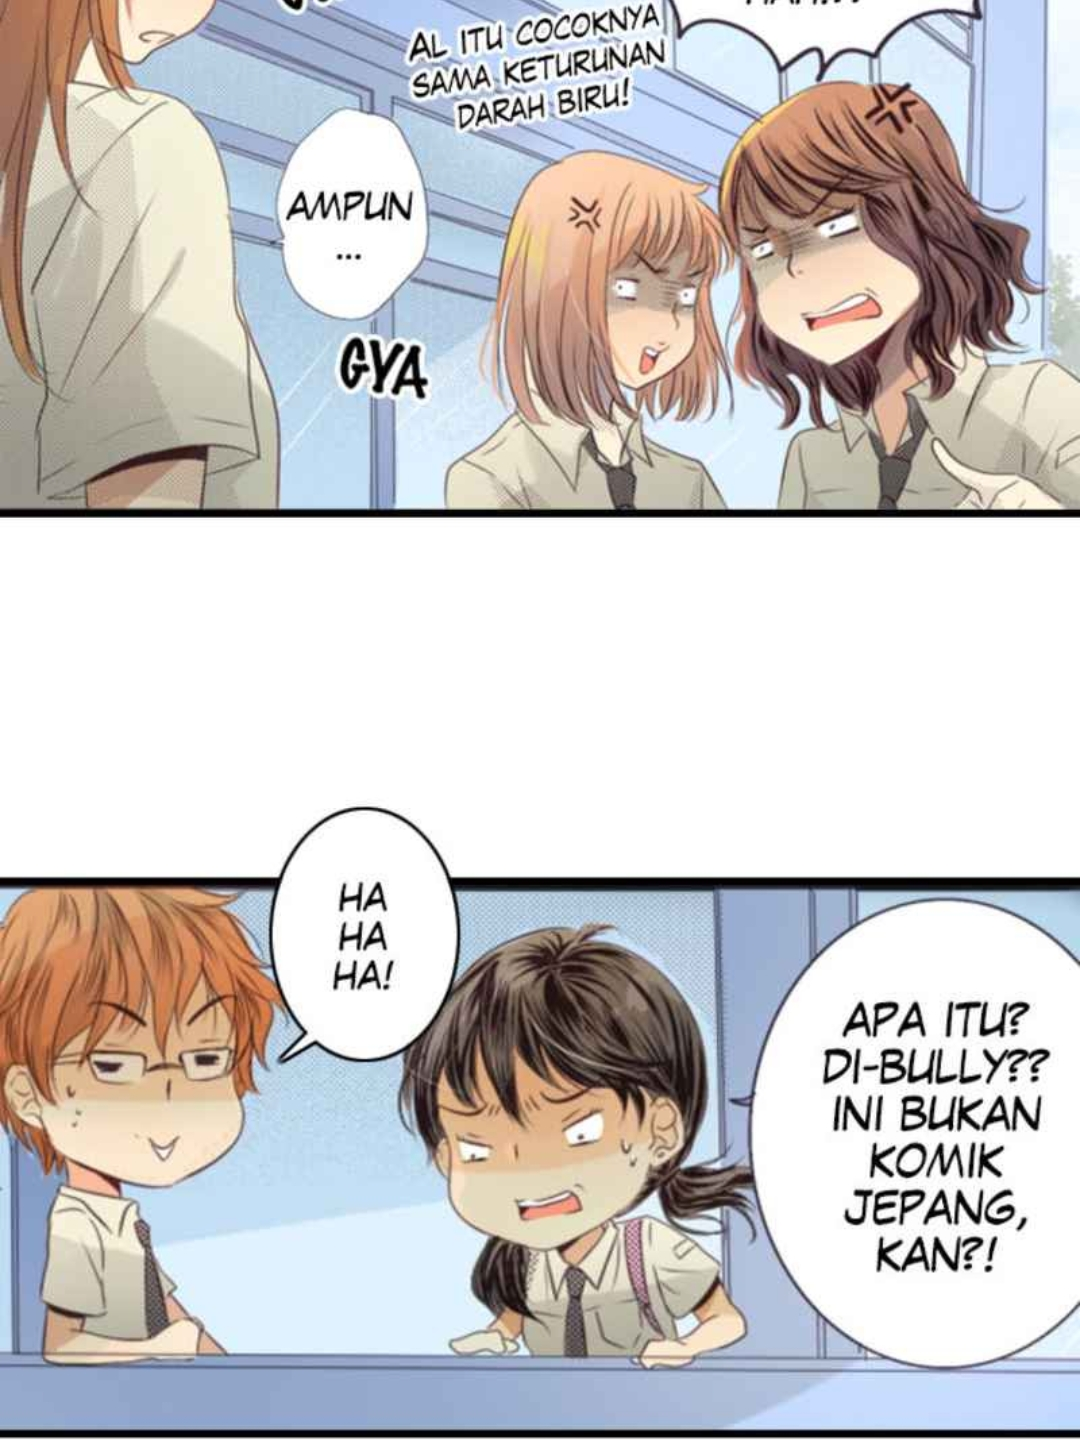 AL ITU COCOKNYA
SAMA KETURUNAN
DARAH BIRU!
AMPUN
...
GYA
HA
HA
HA!
APA ITU?
DI-BULLY??
INI BUKAN
KOMIK
JEPANG,
KAN?!